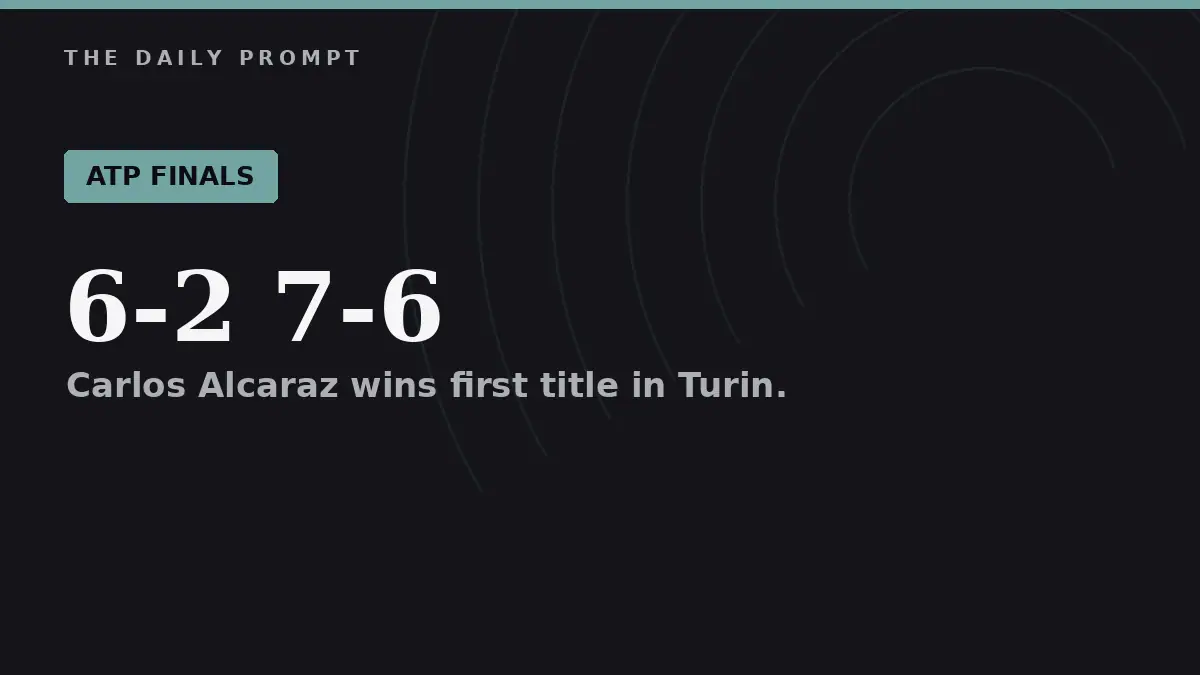 THE DAILY PROMPT
ATP FINALS
6-2 7-6
Carlos Alcaraz wins first title in Turin.